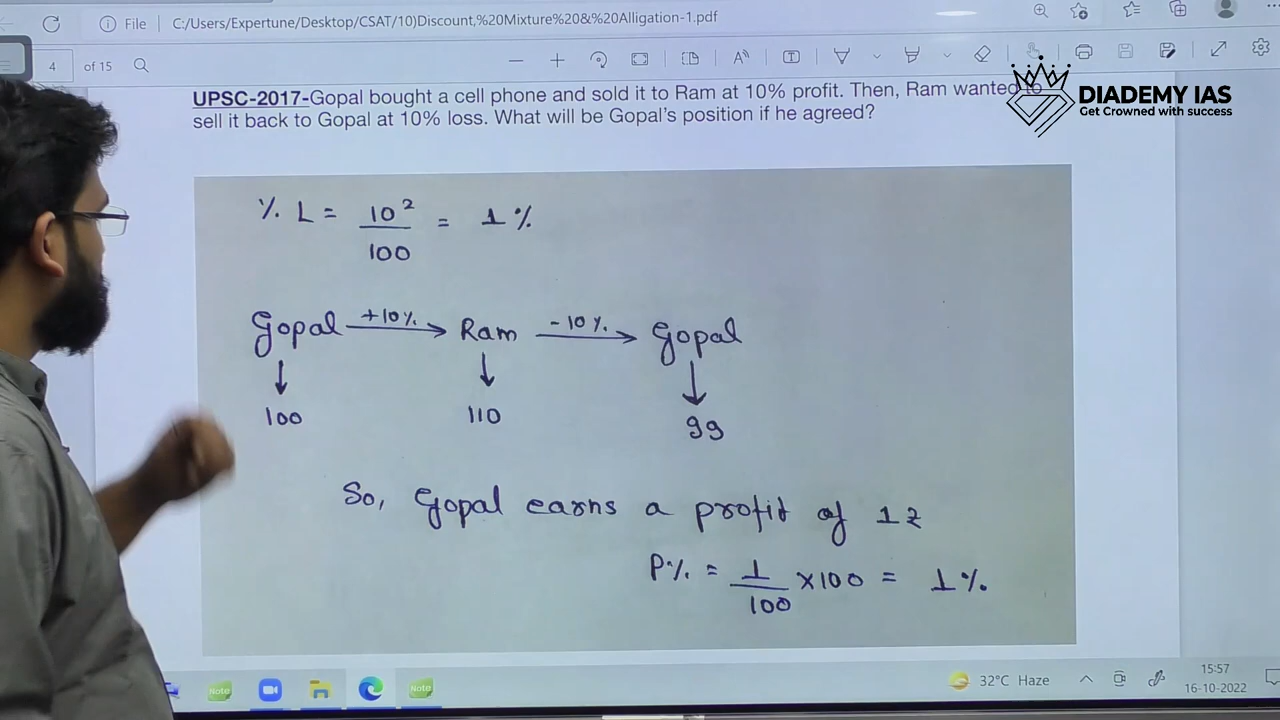 File C:/Users/Expertune/Desktop/CSAT/10)Discount,%20Mixture%20&%20Alligation-1.pdf
4 of 15
UPSC-2017-Gopal bought a cell phone and sold it to Ram at 10% profit. Then, Ram wanted to
sell it back to Gopal at 10% loss. What will be Gopal's position if he agreed?
DIADEMY IAS
Get Crowned with success
% L = 10² / 100 = 1 %
Gopal +10% → Ram -10% → Gopal
↓ ↓ ↓
100 110 99
So, Gopal earns a profit of 1₹
P% = 1/100 × 100 = 1%
Note Note
32°C Haze
15:57
16-10-2022